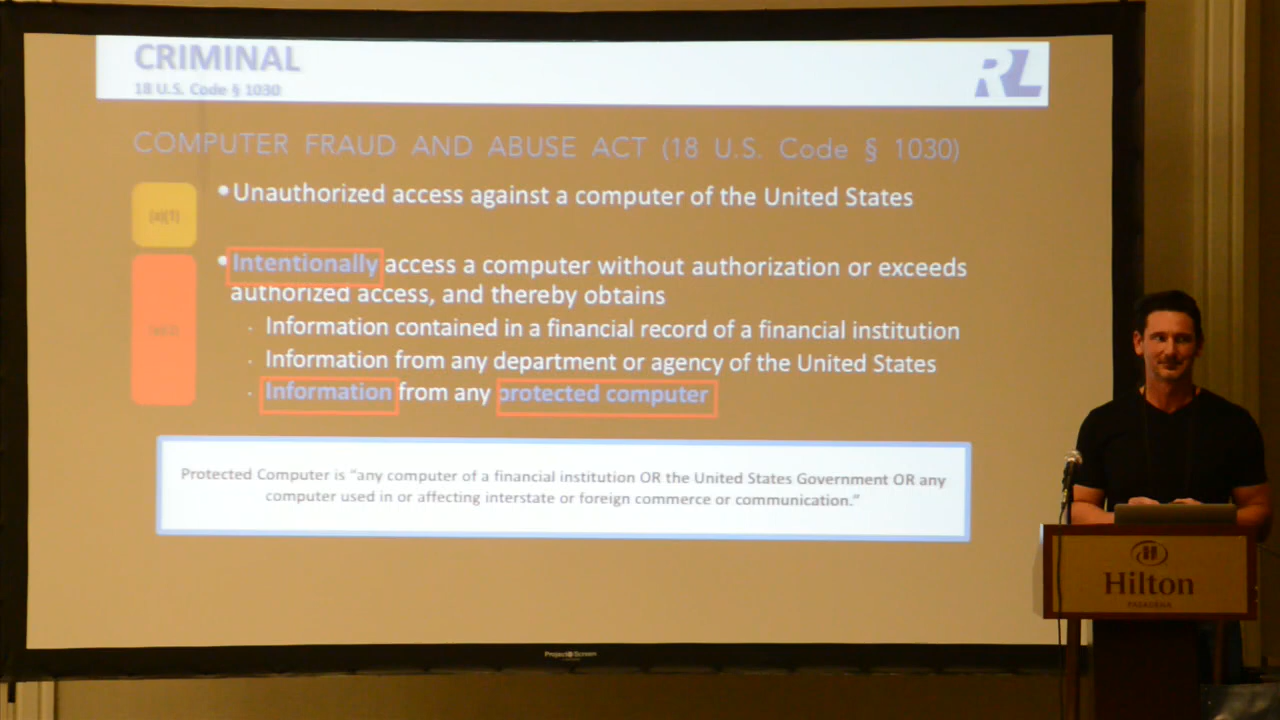 CRIMINAL
18 U.S. Code § 1030
RL
COMPUTER FRAUD AND ABUSE ACT (18 U.S. Code § 1030)
(a)(1)
•Unauthorized access against a computer of the United States
•Intentionally access a computer without authorization or exceeds
authorized access, and thereby obtains
· Information contained in a financial record of a financial institution
· Information from any department or agency of the United States
· Information from any protected computer
Protected Computer is “any computer of a financial institution OR the United States Government OR any
computer used in or affecting interstate or foreign commerce or communication.”
H
Hilton
PASADENA